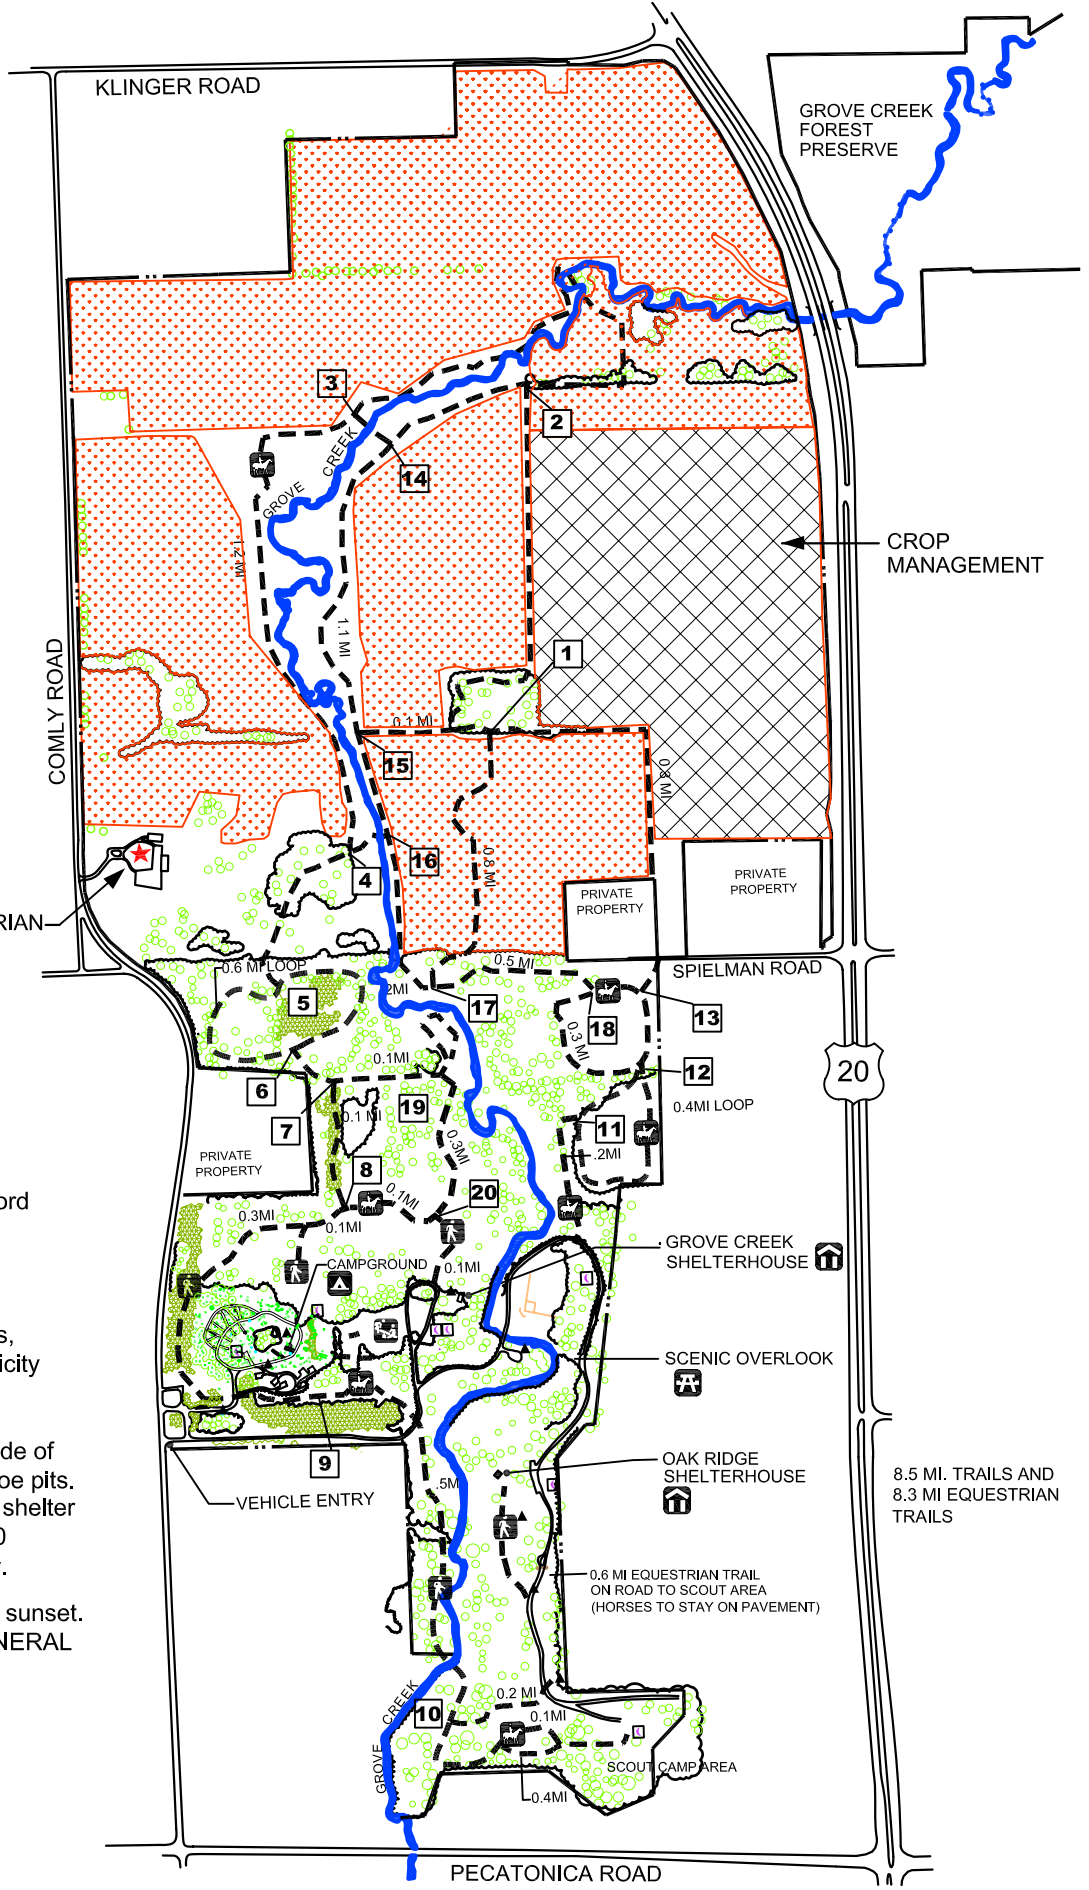 KLINGER ROAD
GROVE CREEK
FOREST
PRESERVE
3
2
14
CREEK
GROVE
CROP
MANAGEMENT
1.2 MI
1.1 MI
1
COMLY ROAD
0.1 MI
15
0.3 MI
16
0.8 MI
4
PRIVATE
PROPERTY
PRIVATE
PROPERTY
RIAN
0.5 MI
SPIELMAN ROAD
0.6 MI LOOP
.2MI
5
17
18
13
0.3 MI
20
0.1MI
12
6
19
0.4MI LOOP
7
0.1 MI
11
0.3MI
.2MI
PRIVATE
PROPERTY
8
0.1MI
20
ord
0.3MI
0.1MI
GROVE CREEK
SHELTERHOUSE
CAMPGROUND
0.1MI
s,
icity
SCENIC OVERLOOK
de of
oe pits.
shelter
0
r.
sunset.
NERAL
9
OAK RIDGE
SHELTERHOUSE
8.5 MI. TRAILS AND
8.3 MI EQUESTRIAN
TRAILS
VEHICLE ENTRY
.5MI
0.6 MI EQUESTRIAN TRAIL
ON ROAD TO SCOUT AREA
(HORSES TO STAY ON PAVEMENT)
0.2 MI
10
0.1MI
CREEK
GROVE
SCOUT CAMP AREA
0.4MI
PECATONICA ROAD